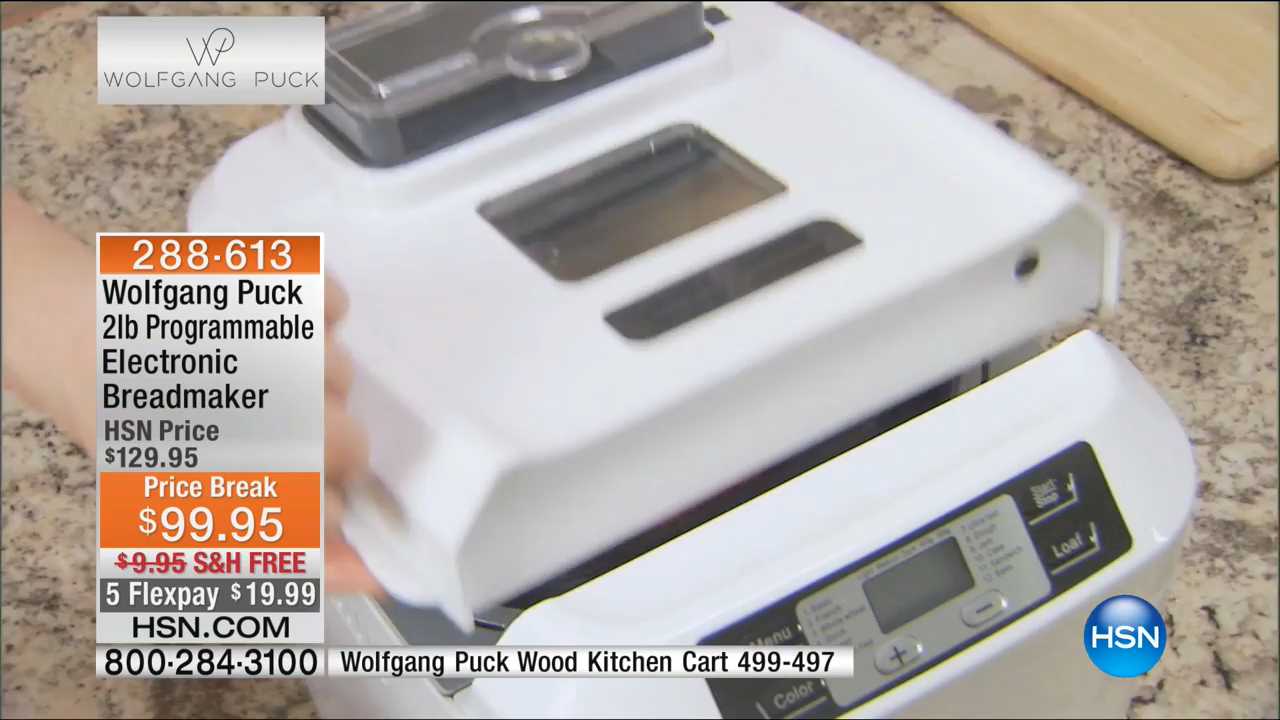 WP
WOLFGANG PUCK
288·613
Wolfgang Puck
2lb Programmable
Electronic
Breadmaker
HSN Price
$129.95
Price Break
$99.95
$9.95 S&H FREE
5 Flexpay $19.99
HSN.COM
800·284·3100
Wolfgang Puck Wood Kitchen Cart 499-497
HSN
Start
Stop
Loaf
Menu
Color
+
−